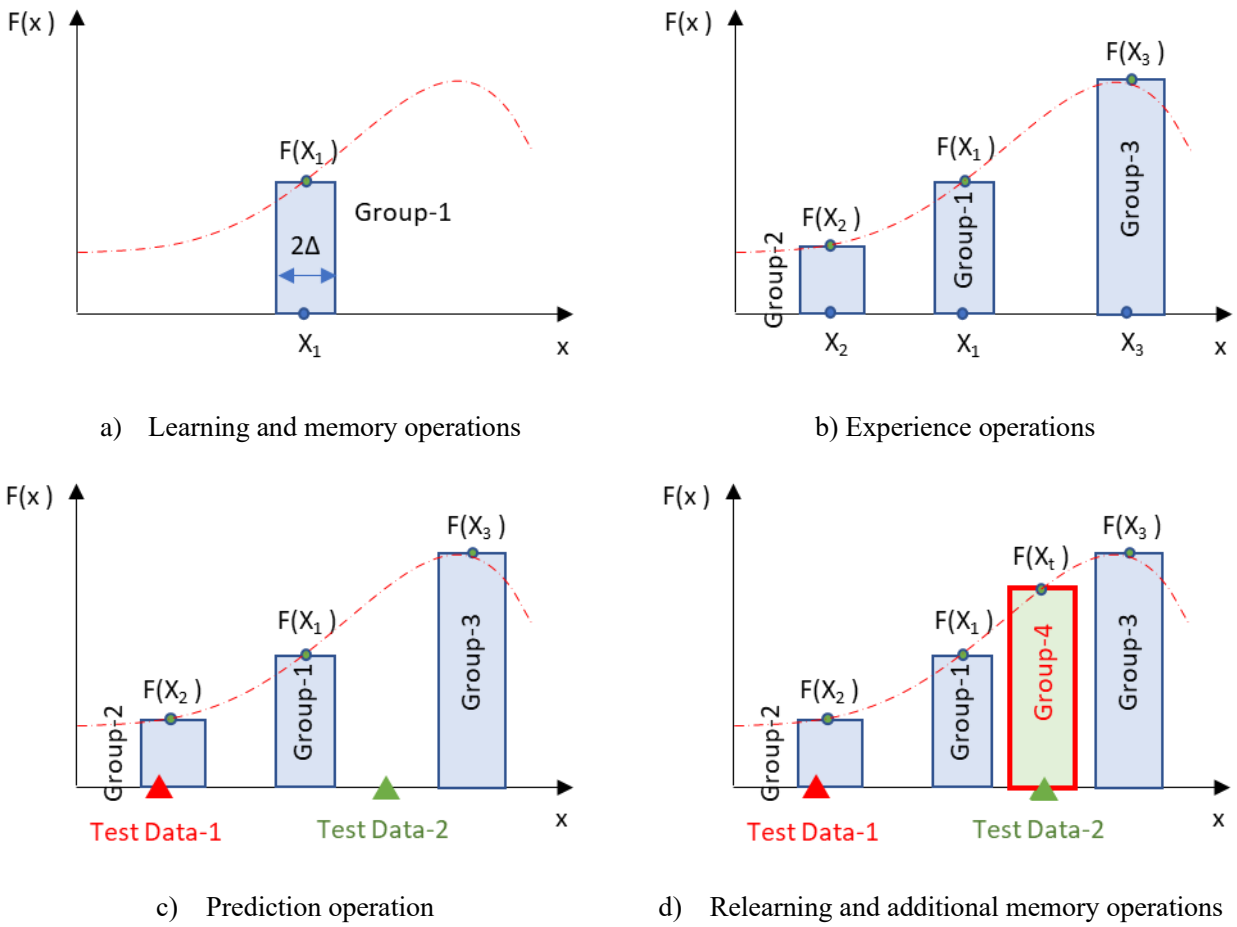 F(x )
F(X₁ )
Group-1
2Δ
X₁
x
a) Learning and memory operations
F(x )
F(X₃ )
F(X₁ )
F(X₂ )
Group-2
Group-1
Group-3
X₂
X₁
X₃
x
b) Experience operations
F(x )
F(X₃ )
F(X₁ )
F(X₂ )
Group-2
Group-1
Group-3
x
Test Data-1
Test Data-2
c) Prediction operation
F(x )
F(X₃ )
F(Xₜ )
F(X₁ )
F(X₂ )
Group-2
Group-1
Group-4
Group-3
x
Test Data-1
Test Data-2
d) Relearning and additional memory operations